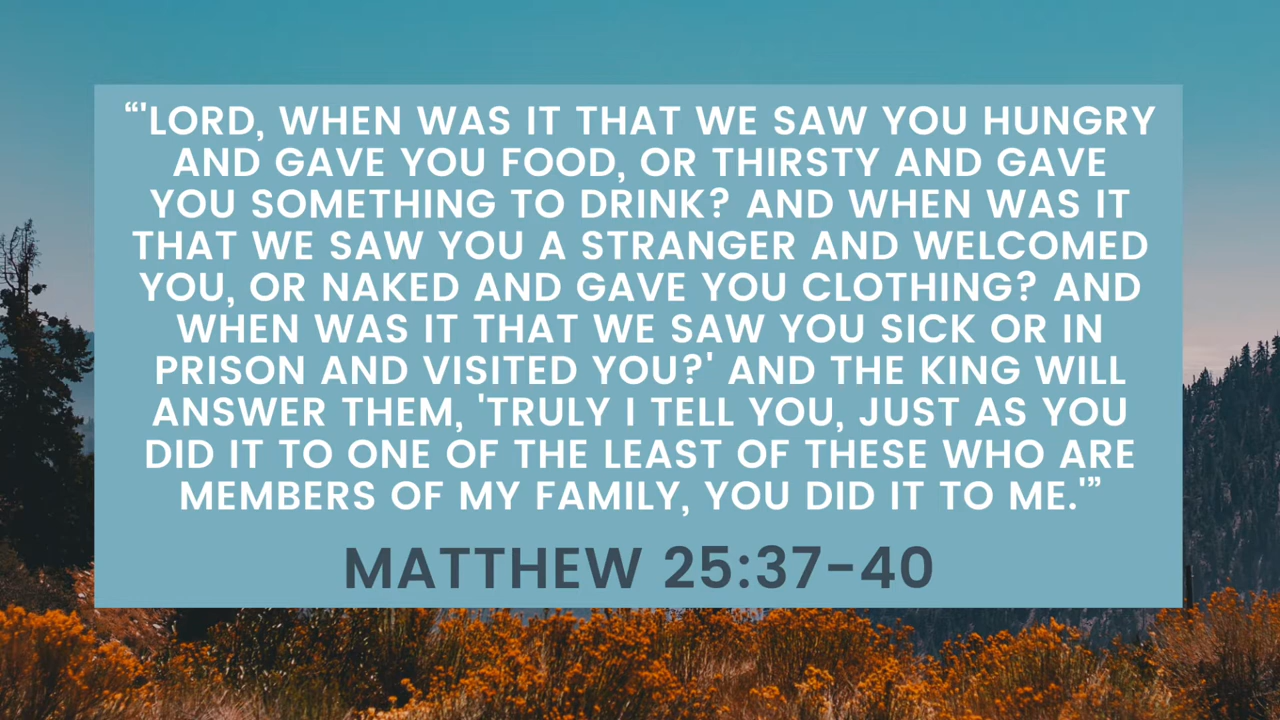 “'LORD, WHEN WAS IT THAT WE SAW YOU HUNGRY
AND GAVE YOU FOOD, OR THIRSTY AND GAVE
YOU SOMETHING TO DRINK? AND WHEN WAS IT
THAT WE SAW YOU A STRANGER AND WELCOMED
YOU, OR NAKED AND GAVE YOU CLOTHING? AND
WHEN WAS IT THAT WE SAW YOU SICK OR IN
PRISON AND VISITED YOU?' AND THE KING WILL
ANSWER THEM, 'TRULY I TELL YOU, JUST AS YOU
DID IT TO ONE OF THE LEAST OF THESE WHO ARE
MEMBERS OF MY FAMILY, YOU DID IT TO ME.'”
MATTHEW 25:37-40